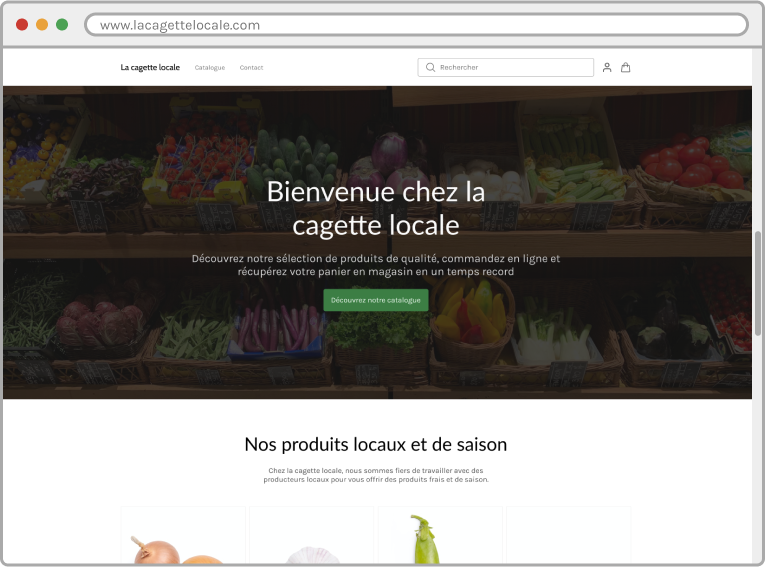 www.lacagettelocale.com
La cagette locale Catalogue Contact Rechercher
Bienvenue chez la
cagette locale
Découvrez notre sélection de produits de qualité, commandez en ligne et
récupérez votre panier en magasin en un temps record
Découvrez notre catalogue
Nos produits locaux et de saison
Chez la cagette locale, nous sommes fiers de travailler avec des
producteurs locaux pour vous offrir des produits frais et de saison.